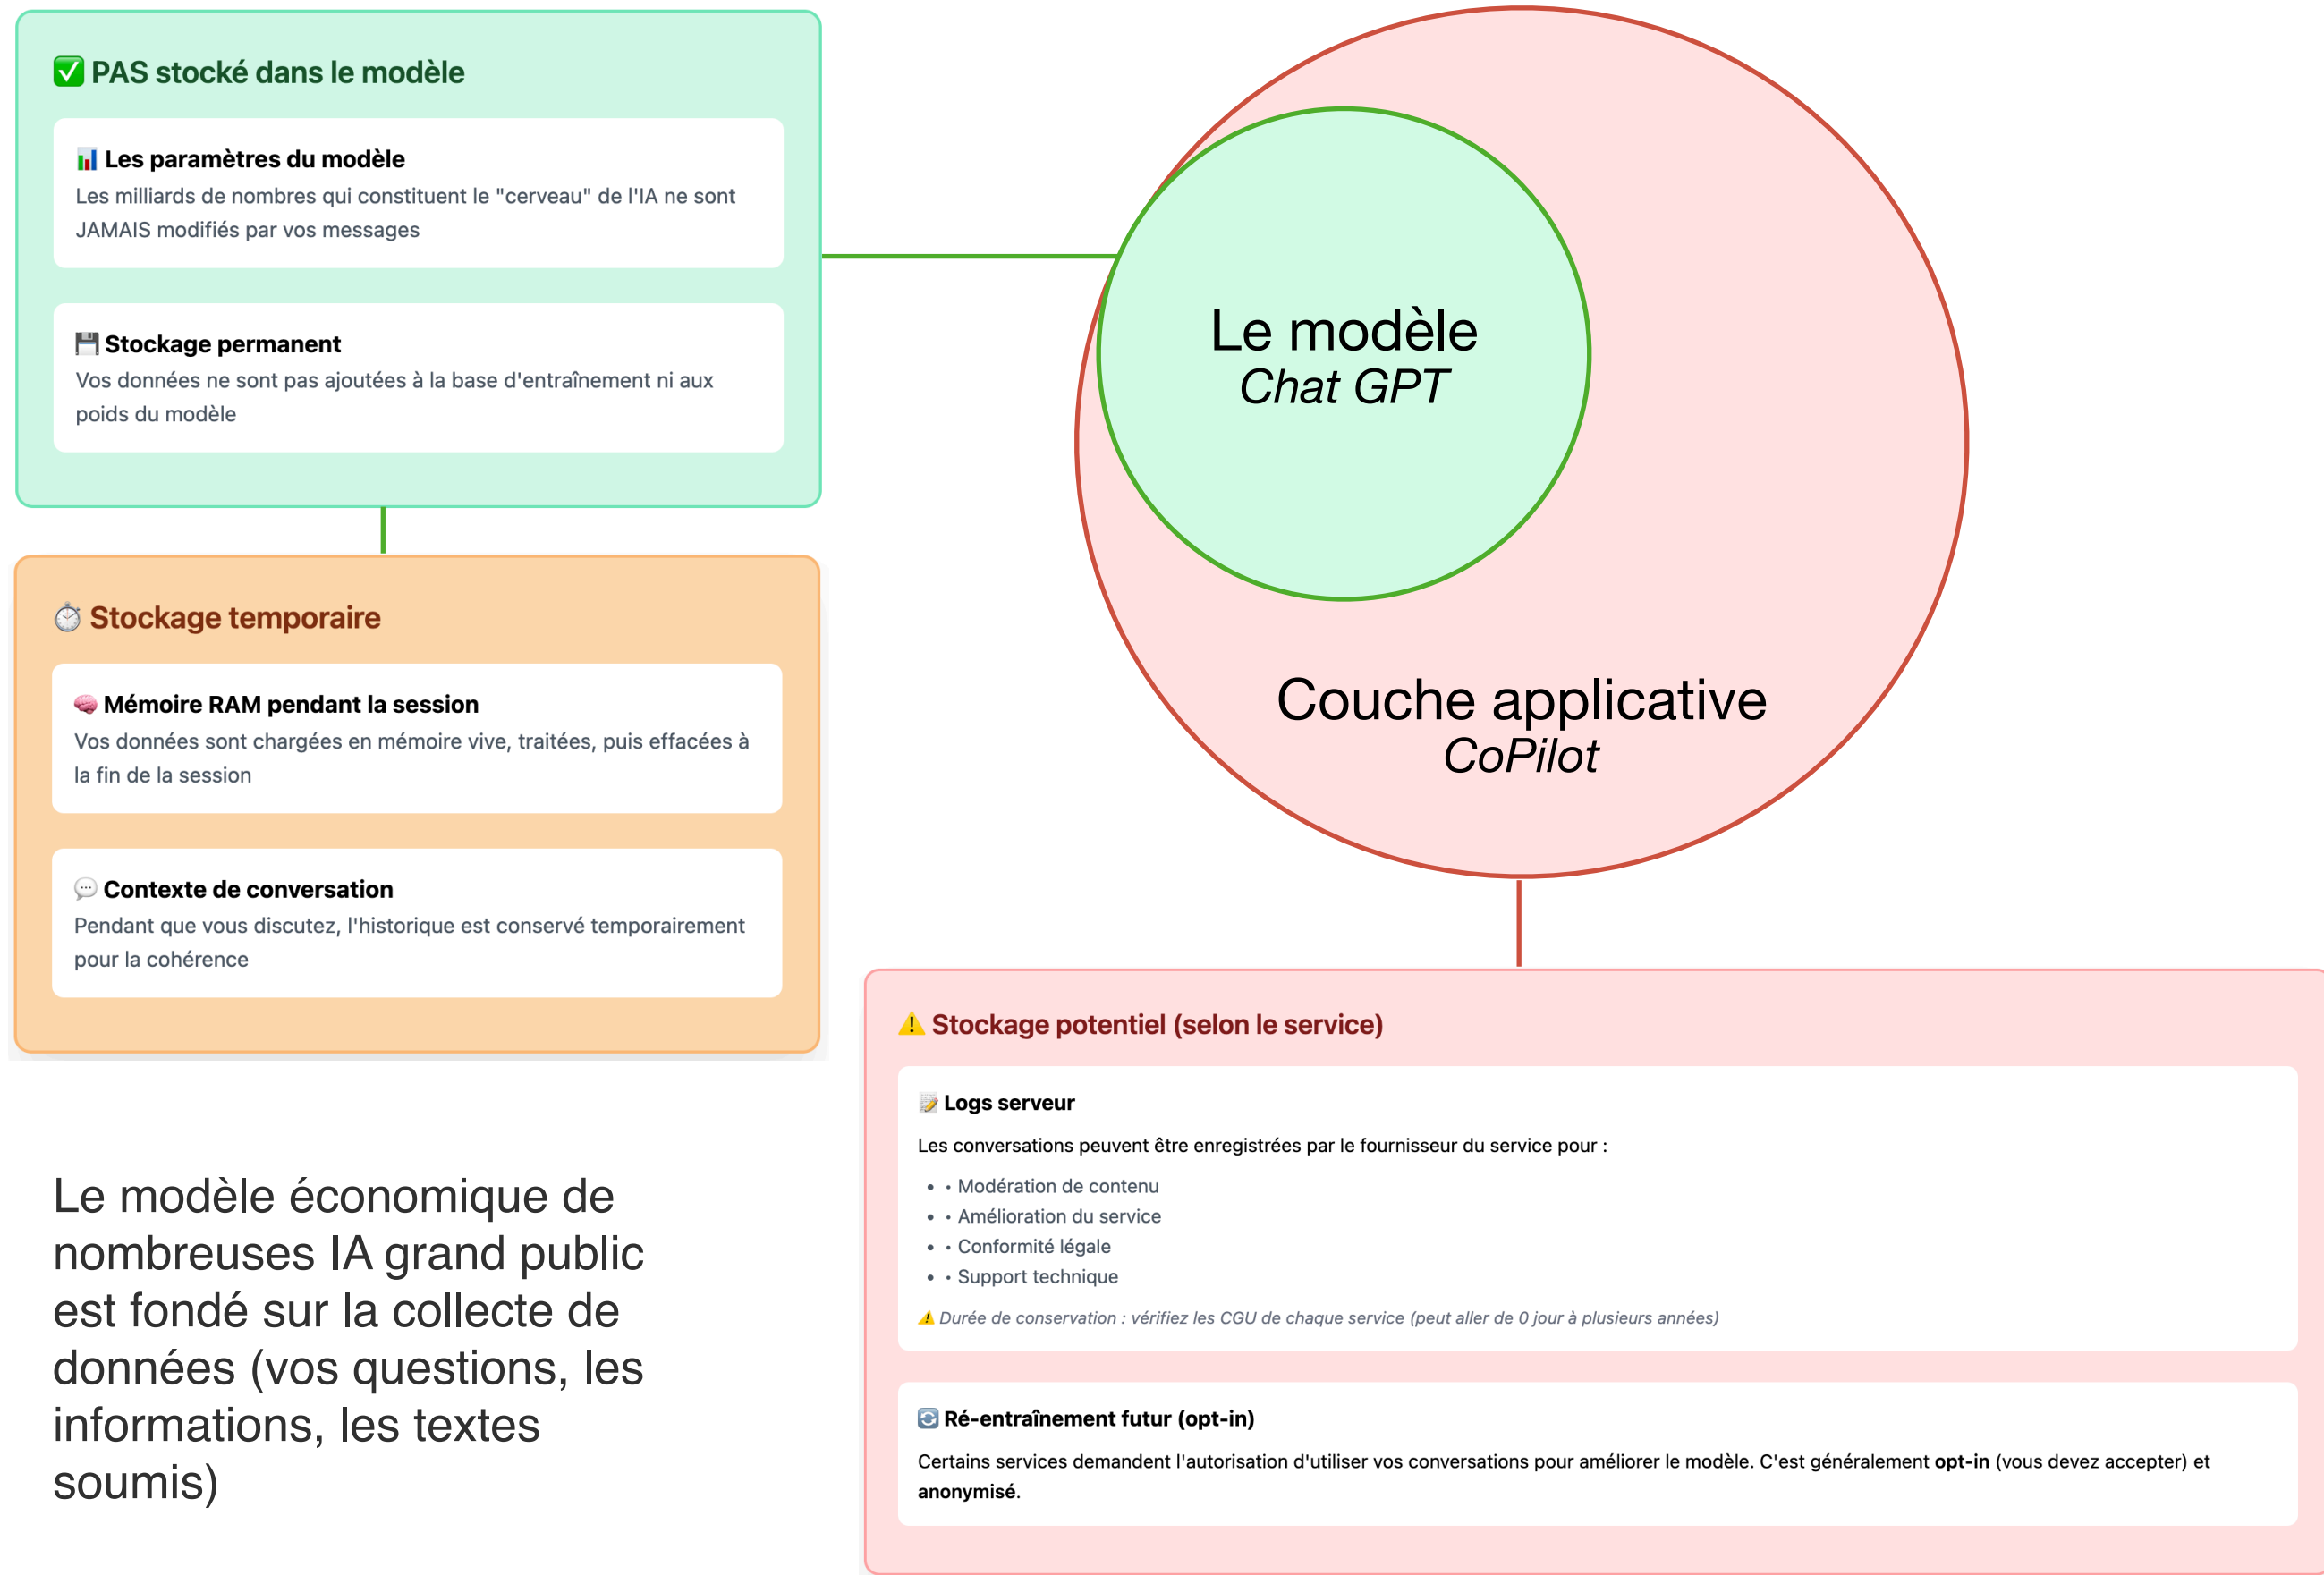 ✅ PAS stocké dans le modèle
📊 Les paramètres du modèle
Les milliards de nombres qui constituent le "cerveau" de l'IA ne sont
JAMAIS modifiés par vos messages
💾 Stockage permanent
Vos données ne sont pas ajoutées à la base d'entraînement ni aux
poids du modèle
⏱️ Stockage temporaire
🧠 Mémoire RAM pendant la session
Vos données sont chargées en mémoire vive, traitées, puis effacées à
la fin de la session
💬 Contexte de conversation
Pendant que vous discutez, l'historique est conservé temporairement
pour la cohérence
Le modèle économique de
nombreuses IA grand public
est fondé sur la collecte de
données (vos questions, les
informations, les textes
soumis)
Le modèle
Chat GPT
Couche applicative
CoPilot
⚠️ Stockage potentiel (selon le service)
📝 Logs serveur
Les conversations peuvent être enregistrées par le fournisseur du service pour :
• • Modération de contenu
• • Amélioration du service
• • Conformité légale
• • Support technique
⚠️ Durée de conservation : vérifiez les CGU de chaque service (peut aller de 0 jour à plusieurs années)
🔄 Ré-entraînement futur (opt-in)
Certains services demandent l'autorisation d'utiliser vos conversations pour améliorer le modèle. C'est généralement opt-in (vous devez accepter) et
anonymisé.